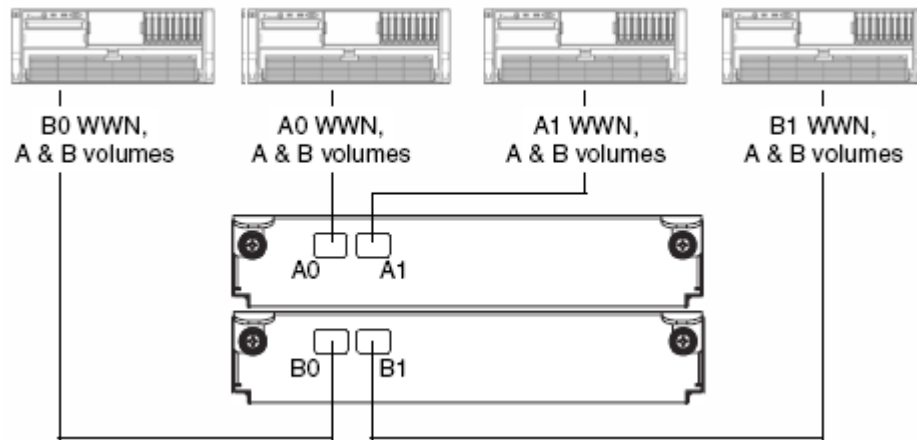 B0 WWN,
A & B volumes
A0 WWN,
A & B volumes
A1 WWN,
A & B volumes
B1 WWN,
A & B volumes
A0
A1
B0
B1